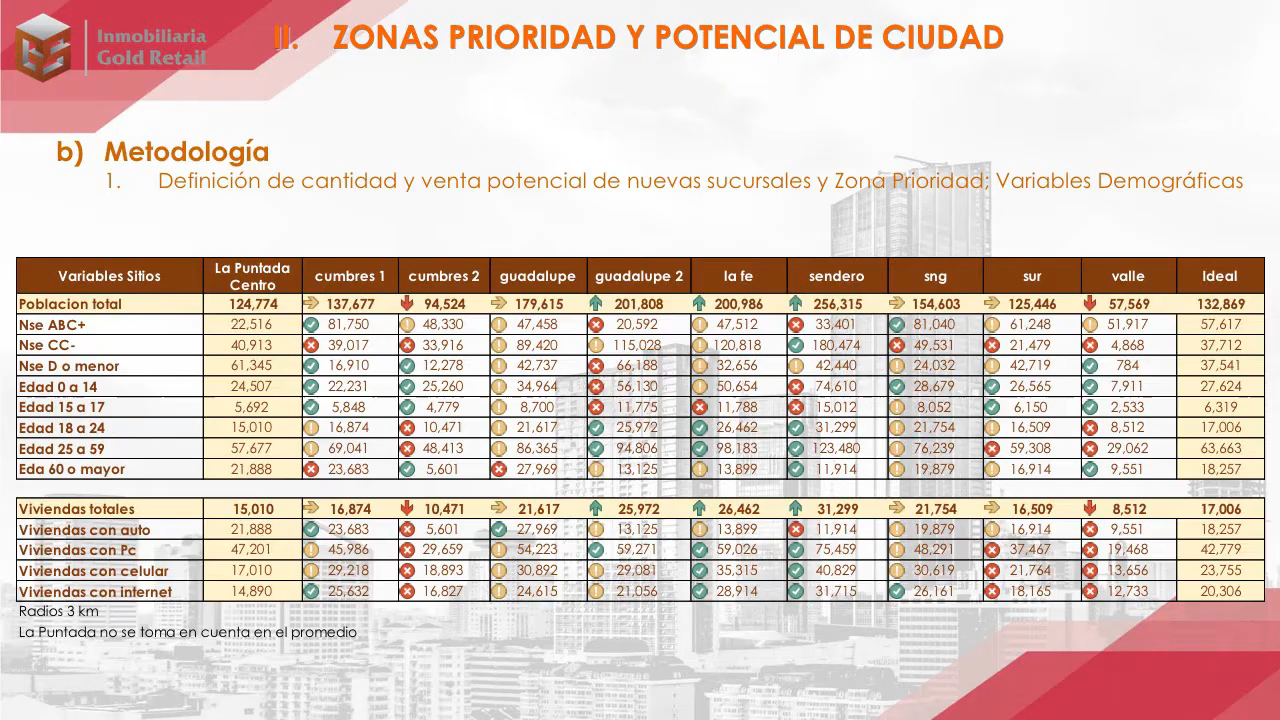 Inmobiliaria
Gold Retail
II. ZONAS PRIORIDAD Y POTENCIAL DE CIUDAD
b) Metodología
1. Definición de cantidad y venta potencial de nuevas sucursales y Zona Prioridad; Variables Demográficas
Variables Sitios La Puntada Centro cumbres 1 cumbres 2 guadalupe guadalupe 2 la fe sendero sng sur valle Ideal
Poblacion total 124,774 137,677 94,524 179,615 201,808 200,986 256,315 154,603 125,446 57,569 132,869
Nse ABC+ 22,516 81,750 48,330 47,458 20,592 47,512 33,401 81,040 61,248 51,917 57,617
Nse CC- 40,913 39,017 33,916 89,420 115,028 120,818 180,474 49,531 21,479 4,868 37,712
Nse D o menor 61,345 16,910 12,278 42,737 66,188 32,656 42,440 24,032 42,719 784 37,541
Edad 0 a 14 24,507 22,231 25,260 34,964 56,130 50,654 74,610 28,679 26,565 7,911 27,624
Edad 15 a 17 5,692 5,848 4,779 8,700 11,775 11,788 15,012 8,052 6,150 2,533 6,319
Edad 18 a 24 15,010 16,874 10,471 21,617 25,972 26,462 31,299 21,754 16,509 8,512 17,006
Edad 25 a 59 57,677 69,041 48,413 86,365 94,806 98,183 123,480 76,239 59,308 29,062 63,663
Eda 60 o mayor 21,888 23,683 5,601 27,969 13,125 13,899 11,914 19,879 16,914 9,551 18,257
Viviendas totales 15,010 16,874 10,471 21,617 25,972 26,462 31,299 21,754 16,509 8,512 17,006
Viviendas con auto 21,888 23,683 5,601 27,969 13,125 13,899 11,914 19,879 16,914 9,551 18,257
Viviendas con Pc 47,201 45,986 29,659 54,223 59,271 59,026 75,459 48,291 37,467 19,468 42,779
Viviendas con celular 17,010 29,218 18,893 30,892 29,081 35,315 40,829 30,619 21,764 13,656 23,755
Viviendas con internet 14,890 25,632 16,827 24,615 21,056 28,914 31,715 26,161 18,165 12,733 20,306
Radios 3 km
La Puntada no se toma en cuenta en el promedio